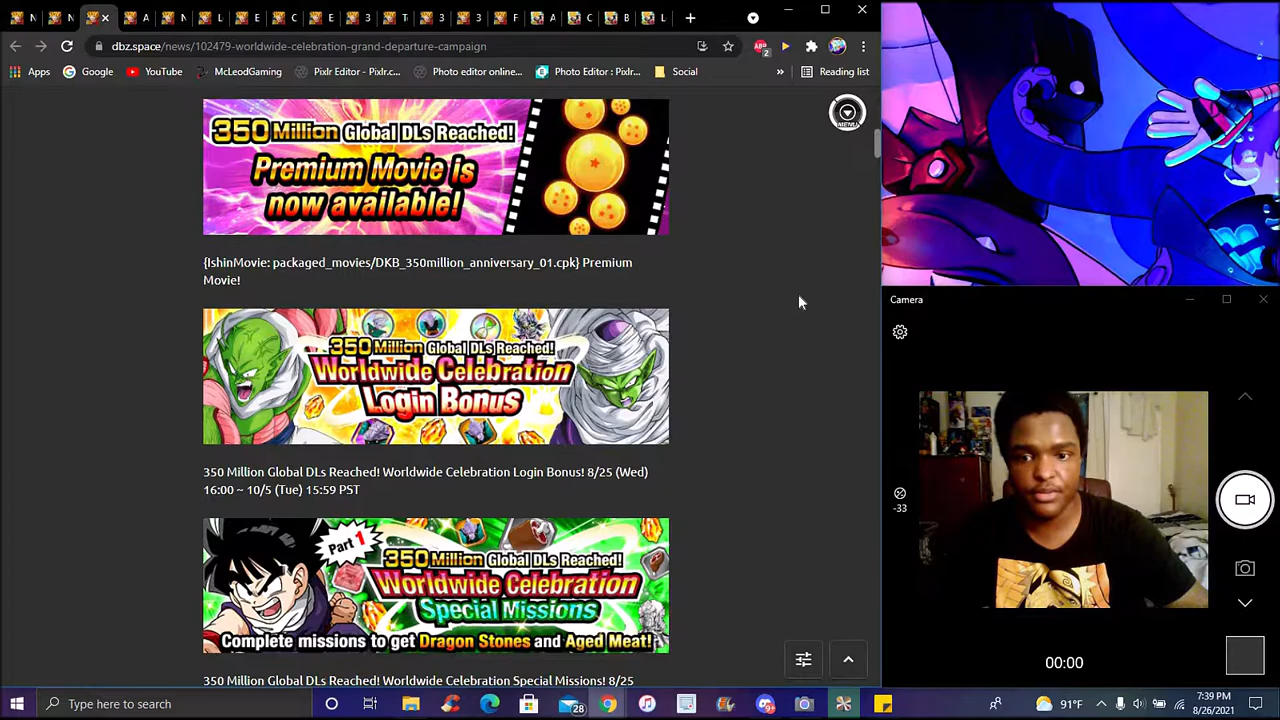 dbz.space/news/102479-worldwide-celebration-grand-departure-campaign
2
Apps
Google
YouTube
McLeodGaming
Pixlr Editor - Pixlr.c...
Photo editor online...
Photo Editor : Pixlr...
Social
»
Reading list
350 Million Global DLs Reached!
Premium Movie is
now available!
MENU
{IshinMovie: packaged_movies/DKB_350million_anniversary_01.cpk} Premium
Movie!
350 Million Global DLs Reached!
Worldwide Celebration
Login Bonus!
350 Million Global DLs Reached! Worldwide Celebration Login Bonus! 8/25 (Wed)
16:00 ~ 10/5 (Tue) 15:59 PST
Part 1
350 Million Global DLs Reached!
Worldwide Celebration
Special Missions!
Complete missions to get Dragon Stones and Aged Meat!
350 Million Global DLs Reached! Worldwide Celebration Special Missions! 8/25
Camera
-33
00:00
Type here to search
28
91°F
7:39 PM
8/26/2021